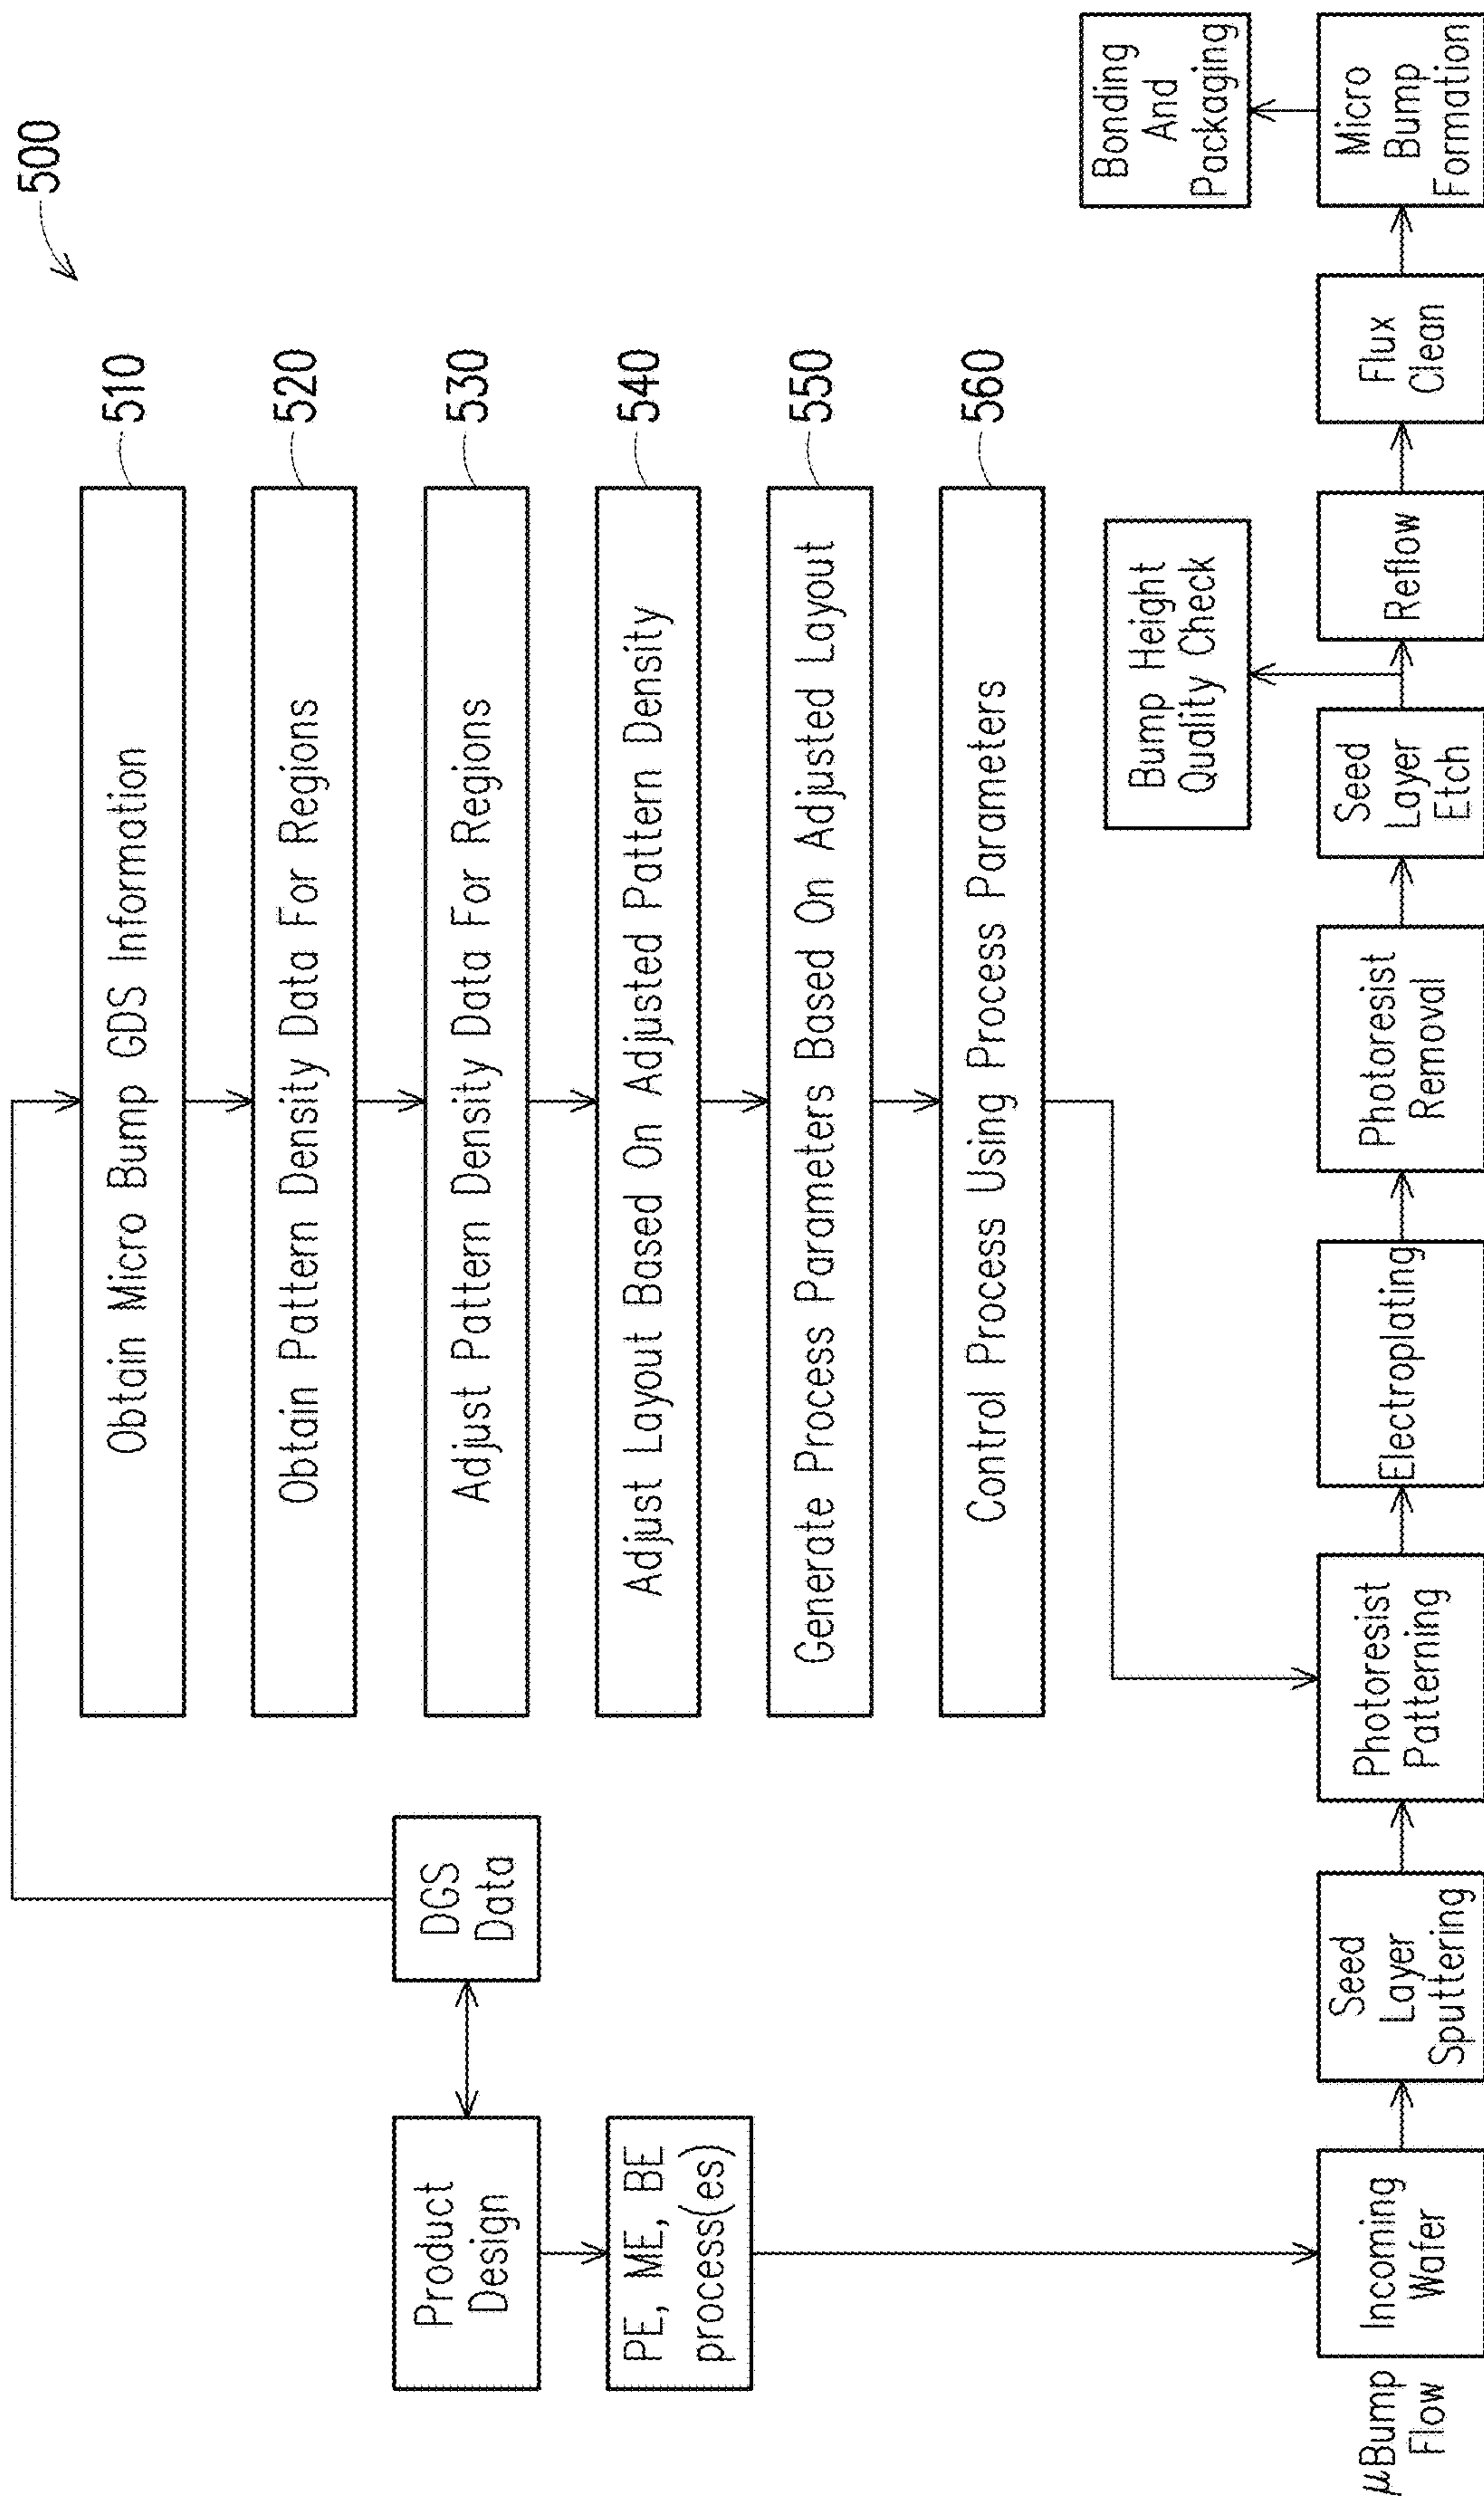 500
510
Obtain Micro Bump GDS Information
520
Obtain Pattern Density Data For Regions
530
Adjust Pattern Density Data For Regions
540
Adjust Layout Based On Adjusted Pattern Density
550
Generate Process Parameters Based On Adjusted Layout
560
Control Process Using Process Parameters
Product
Design
DGS
Data
PE, ME, BE
process(es)
μBump
Flow
Incoming
Wafer
Seed
Layer
Sputtering
Photoresist
Patterning
Electroplating
Photoresist
Removal
Seed
Layer
Etch
Bump Height
Quality Check
Reflow
Flux
Clean
Micro
Bump
Formation
Bonding
And
Packaging